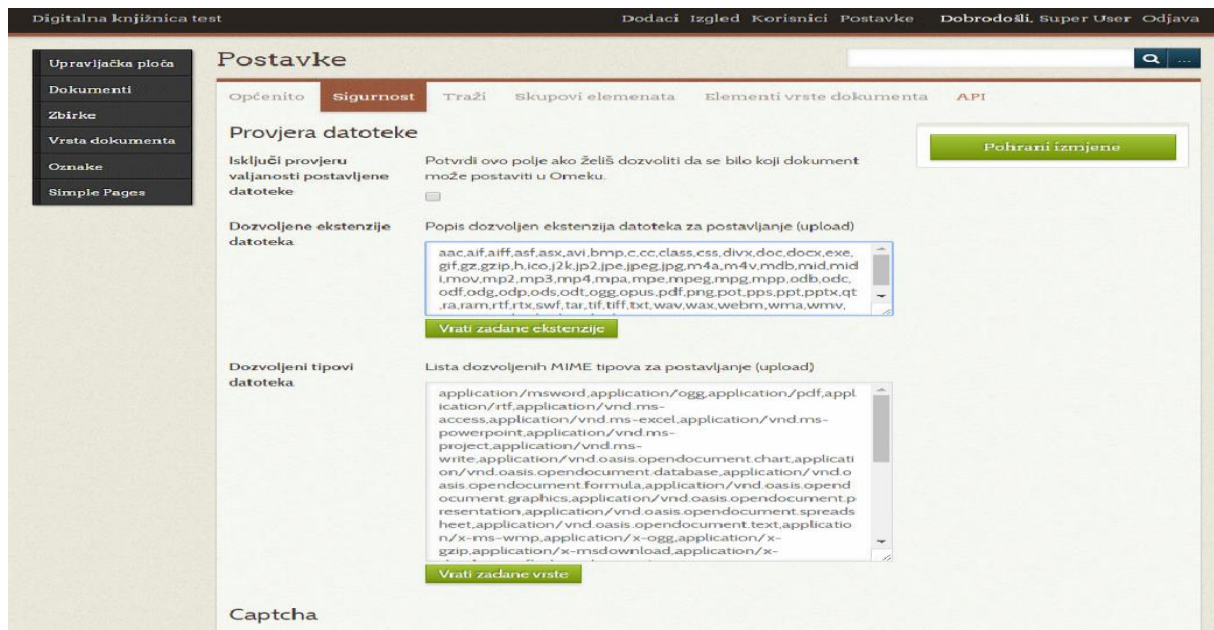 Digitalna knjižnica test
Dodaci Izgled Korisnici Postavke Dobrodošli, Super User Odjava
Upravljačka ploča
Dokumenti
Zbirke
Vrsta dokumenta
Oznake
Simple Pages
Postavke
...
Općenito Sigurnost Traži Skupovi elemenata Elementi vrste dokumenta API
Pohrani izmjene
Provjera datoteke
Isključi provjeru
valjanosti postavljene
datoteke
Potvrdi ovo polje ako želiš dozvoliti da se bilo koji dokument
može postaviti u Omeku.
Dozvoljene ekstenzije
datoteka
Popis dozvoljen ekstenzija datoteka za postavljanje (upload)
aac,aif,aiff,asf,asx,avi,bmp,c,cc,class,css,divx,doc,docx,exe,
gif,gz,gzip,h,ico,j2k,jp2,jpe,jpeg,jpg,m4a,m4v,mdb,mid,mid
i,mov,mp2,mp3,mp4,mpa,mpe,mpeg,mpg,mpp,odb,odc,
odf,odg,odp,ods,odt,ogg,opus,pdf,png,pot,pps,ppt,pptx,qt
,ra,ram,rtf,rtx,swf,tar,tif,tiff,txt,wav,wax,webm,wma,wmv,
Vrati zadane ekstenzije
Dozvoljeni tipovi
datoteka
Lista dozvoljenih MIME tipova za postavljanje (upload)
application/msword,application/ogg,application/pdf,appl
ication/rtf,application/vnd.ms-
access,application/vnd.ms-excel,application/vnd.ms-
powerpoint,application/vnd.ms-
project,application/vnd.ms-
write,application/vnd.oasis.opendocument.chart,applicati
on/vnd.oasis.opendocument.database,application/vnd.o
asis.opendocument.formula,application/vnd.oasis.opend
ocument.graphics,application/vnd.oasis.opendocument.p
resentation,application/vnd.oasis.opendocument.spreads
heet,application/vnd.oasis.opendocument.text,applicatio
n/x-ms-wmp,application/x-ogg,application/x-
gzip,application/x-msdownload,application/x-
Vrati zadane vrste
Captcha